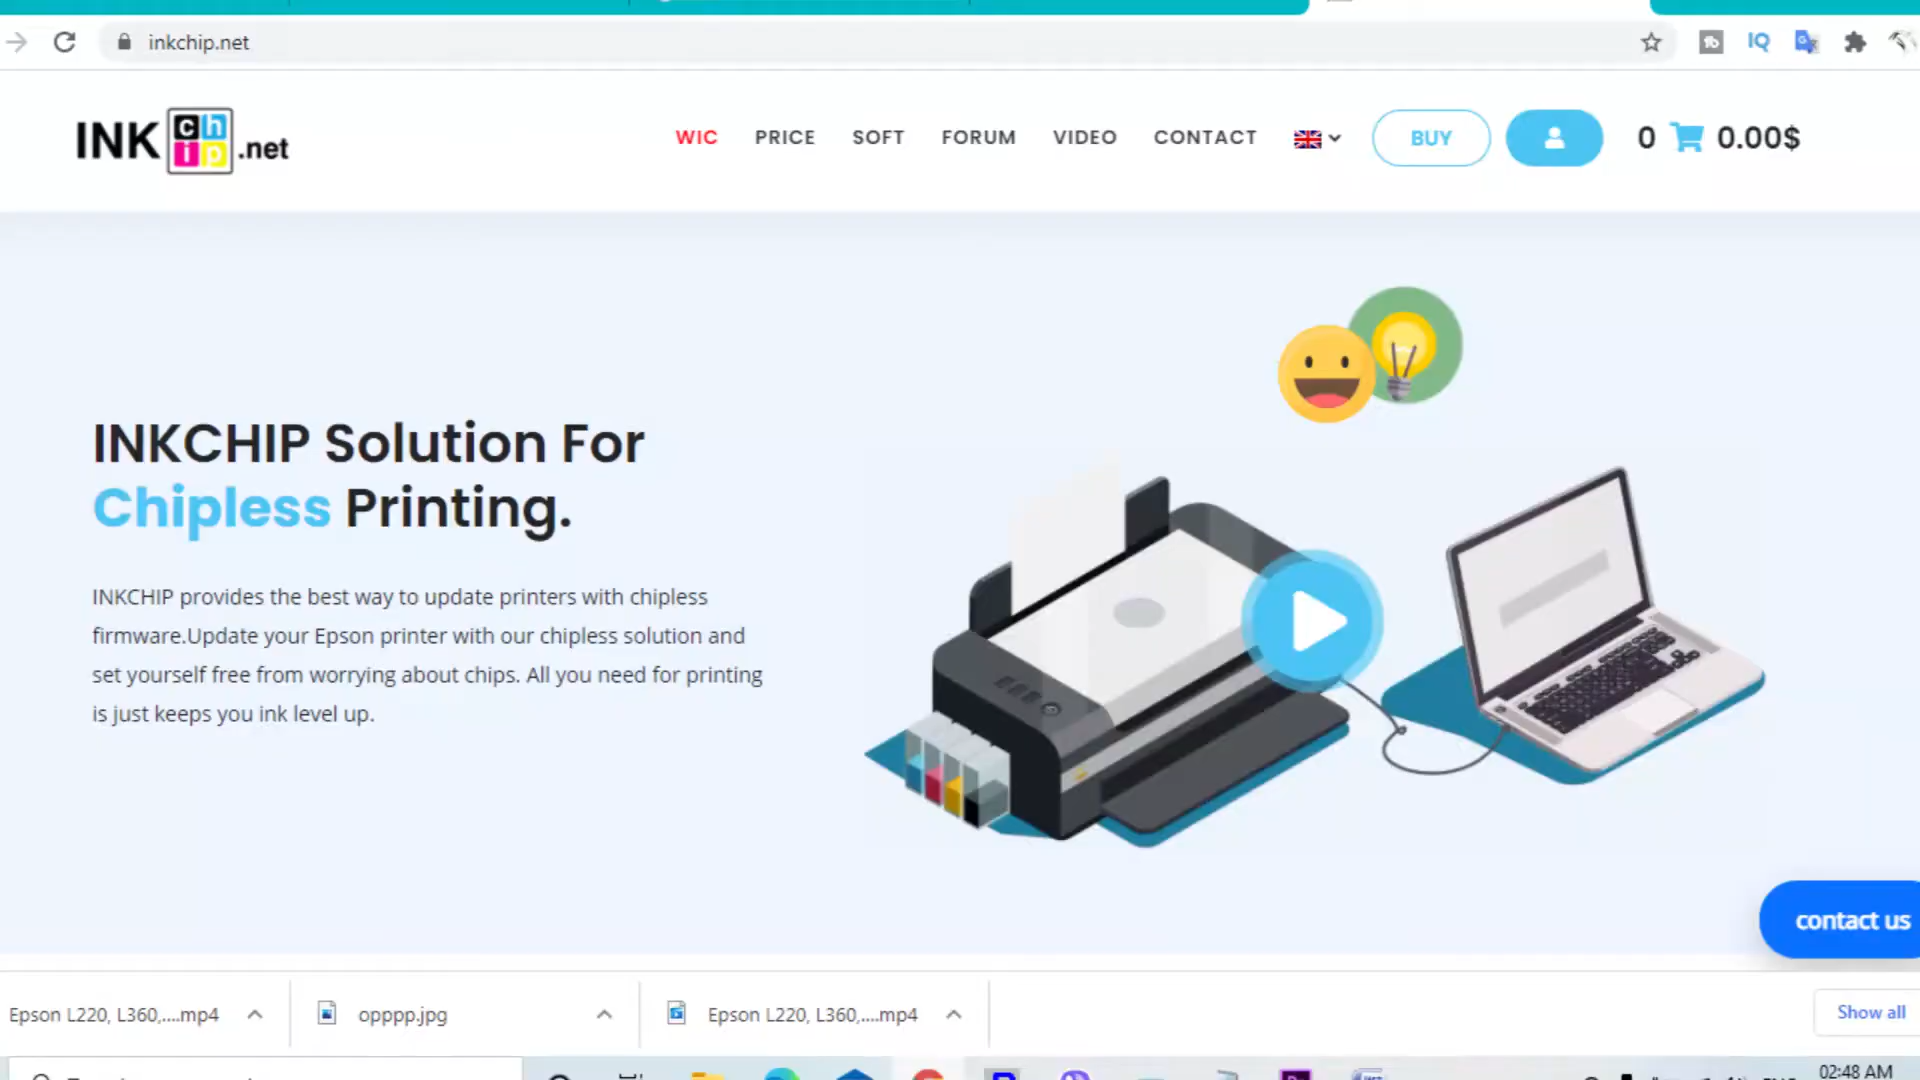 inkchip.net
IQ
INK chip .net
WIC PRICE SOFT FORUM VIDEO CONTACT BUY 0 0.00$
INKCHIP Solution For
Chipless Printing.
INKCHIP provides the best way to update printers with chipless
firmware.Update your Epson printer with our chipless solution and
set yourself free from worrying about chips. All you need for printing
is just keeps you ink level up.
contact us
Epson L220, L360,....mp4 opppp.jpg Epson L220, L360,....mp4 Show all
02:48 AM